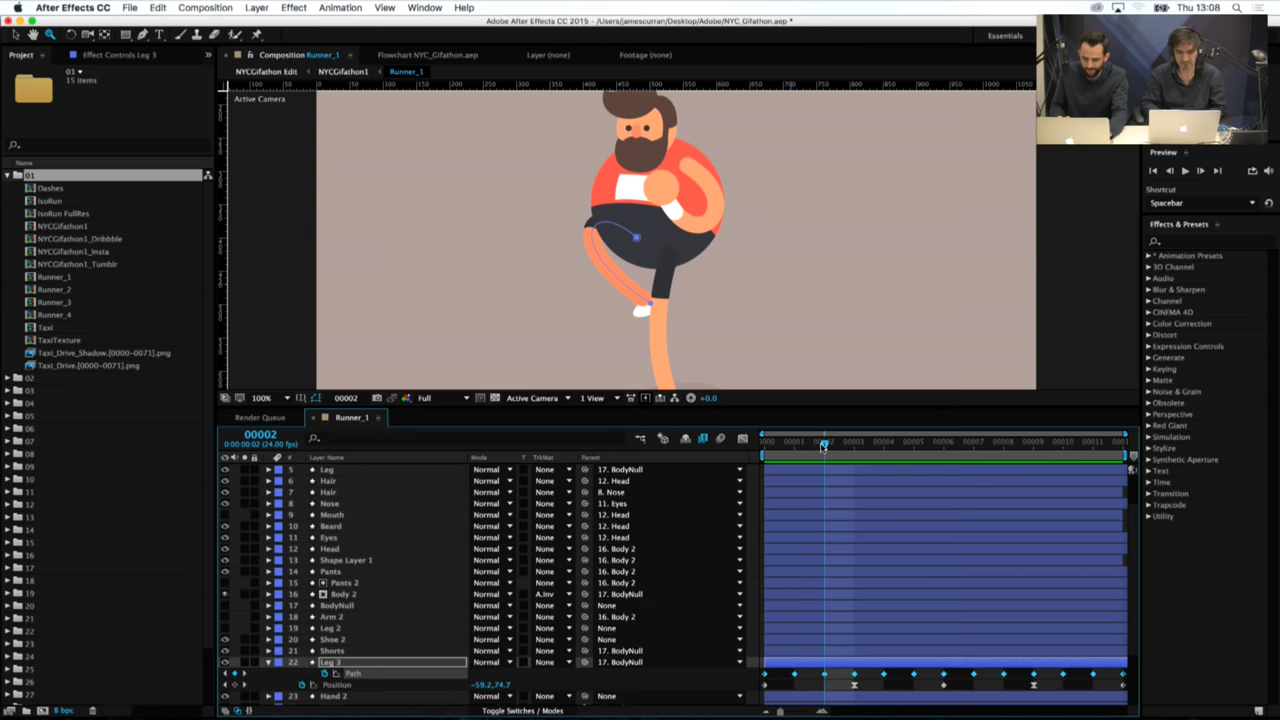 After Effects CC File Edit Composition Layer Effect Animation View Window Help Thu 13:08
Adobe After Effects CC 2015 - /Users/jamescurran/Desktop/Adobe/NYC_Gifathon.aep *
Essentials
Project Effect Controls Leg 3 Composition Runner_1 Flowchart NYC_Gifathon.aep Layer (none) Footage (none)
01
15 items
NYCGifathon Edit NYCGifathon1 Runner_1
Active Camera
Preview
Shortcut
Spacebar
Effects & Presets
* Animation Presets
3D Channel
Audio
Blur & Sharpen
Channel
CINEMA 4D
Color Correction
Distort
Expression Controls
Generate
Keying
Matte
Noise & Grain
Obsolete
Perspective
Red Giant
Simulation
Stylize
Synthetic Aperture
Text
Time
Transition
Trapcode
Utility
Name
01
Dashes
IsoRun
IsoRun FullRes
NYCGifathon1
NYCGifathon1_Dribbble
NYCGifathon1_Insta
NYCGifathon1_Tumblr
Runner_1
Runner_2
Runner_3
Runner_4
Taxi
TaxiTexture
Taxi_Drive_Shadow.[0000-0071].png
Taxi_Drive.[0000-0071].png
02
03
04
05
06
07
08
09
10
11
12
13
14
15
16
17
18
19
20
21
22
23
24
25
26
27
8 bpc
100% 00002 Full Active Camera 1 View +0.0
Render Queue Runner_1
00002
0:00:00:02 (24.00 fps)
# Layer Name Mode T TrkMat Parent
5 Leg Normal None 17. BodyNull
6 Hair Normal None 12. Head
7 Hair Normal None 8. Nose
8 Nose Normal None 11. Eyes
9 Mouth Normal None 12. Head
10 Beard Normal None 12. Head
11 Eyes Normal None 12. Head
12 Head Normal None 16. Body 2
13 Shape Layer 1 Normal None 16. Body 2
14 Pants Normal None 16. Body 2
15 Pants 2 Normal None 16. Body 2
16 Body 2 Normal A.Inv 17. BodyNull
17 BodyNull Normal None None
18 Arm 2 Normal None 16. Body 2
19 Leg 2 Normal None None
20 Shoe 2 Normal None None
21 Shorts Normal None 17. BodyNull
22 Leg 3 Normal None 17. BodyNull
Path
Position -59.2,74.7
23 Hand 2 Normal None None
Toggle Switches / Modes